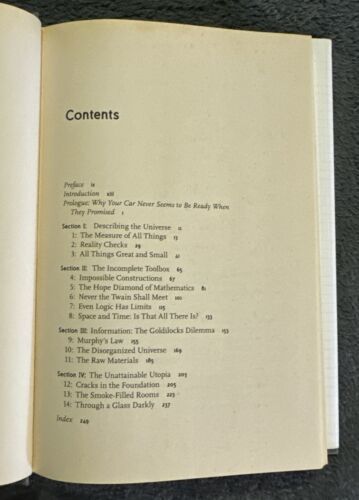 Contents
Preface ix
Introduction xiii
Prologue: Why Your Car Never Seems to Be Ready When
They Promised 1
Section I: Describing the Universe 11
1: The Measure of All Things 13
2: Reality Checks 29
3: All Things Great and Small 41
Section II: The Incomplete Toolbox 65
4: Impossible Constructions 67
5: The Hope Diamond of Mathematics 81
6: Never the Twain Shall Meet 101
7: Even Logic Has Limits 115
8: Space and Time: Is That All There Is? 133
Section III: Information: The Goldilocks Dilemma 153
9: Murphy's Law 155
10: The Disorganized Universe 169
11: The Raw Materials 185
Section IV: The Unattainable Utopia 203
12: Cracks in the Foundation 205
13: The Smoke-Filled Rooms 223
14: Through a Glass Darkly 237
Index 249